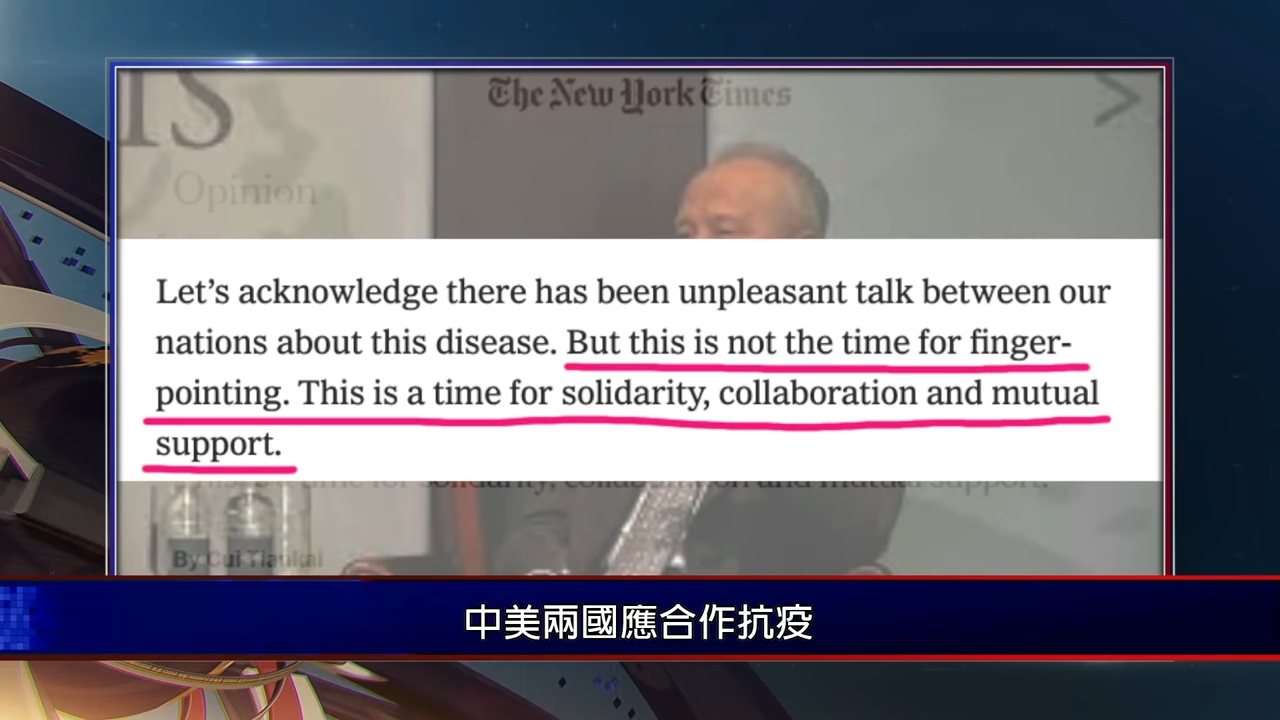 The New York Times
Opinion
Let's acknowledge there has been unpleasant talk between our
nations about this disease. But this is not the time for finger-
pointing. This is a time for solidarity, collaboration and mutual
support.
By Cui Tiankai
中美兩國應合作抗疫